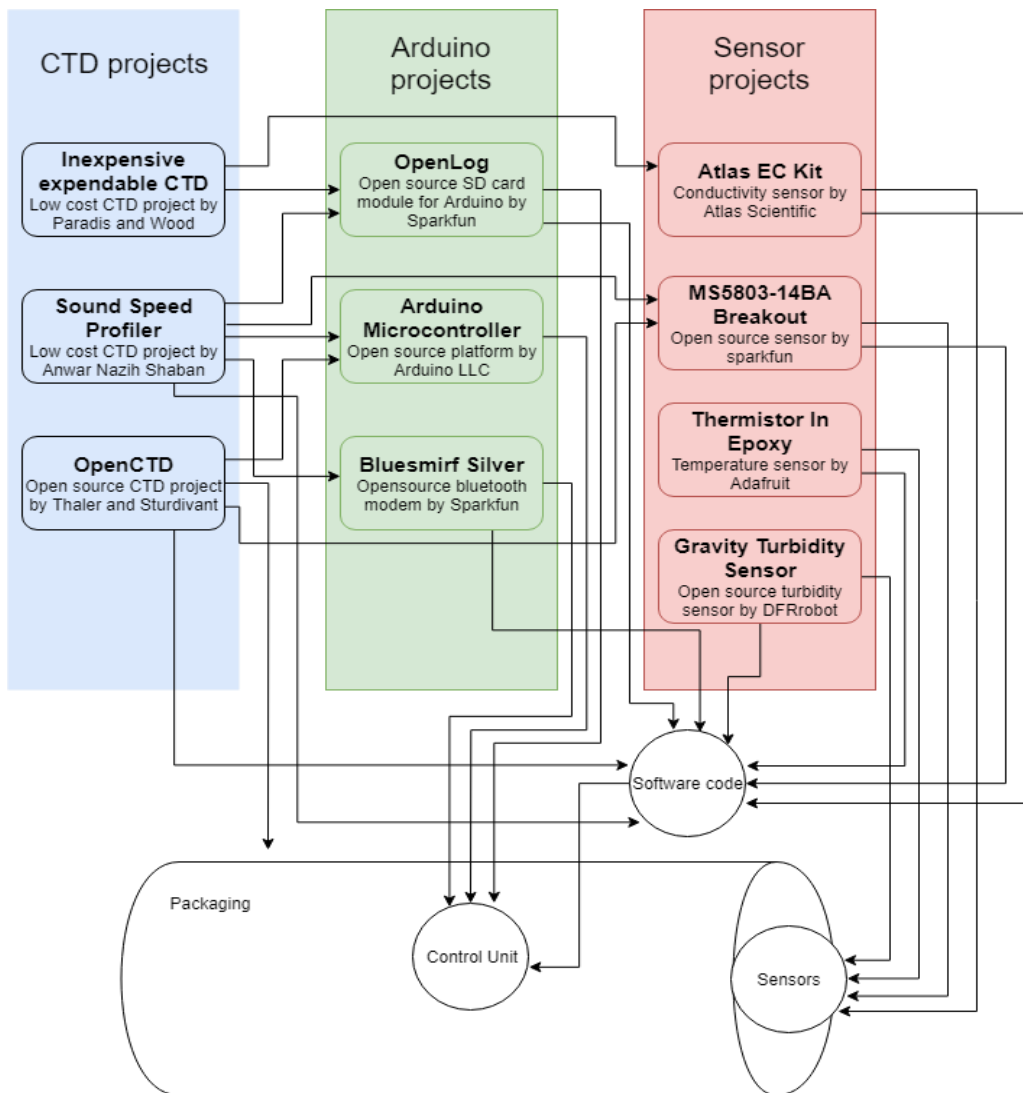 CTD projects
Arduino
projects
Sensor
projects
Inexpensive
expendable CTD
Low cost CTD project by
Paradis and Wood
OpenLog
Open source SD card
module for Arduino by
Sparkfun
Atlas EC Kit
Conductivity sensor by
Atlas Scientific
Sound Speed
Profiler
Low cost CTD project by
Anwar Nazih Shaban
Arduino
Microcontroller
Open source platform by
Arduino LLC
MS5803-14BA
Breakout
Open source sensor by
sparkfun
OpenCTD
Open source CTD project
by Thaler and Sturdivant
Bluesmirf Silver
Opensource bluetooth
modem by Sparkfun
Thermistor In
Epoxy
Temperature sensor by
Adafruit
Gravity Turbidity
Sensor
Open source turbidity
sensor by DFRrobot
Software code
Packaging
Control Unit
Sensors